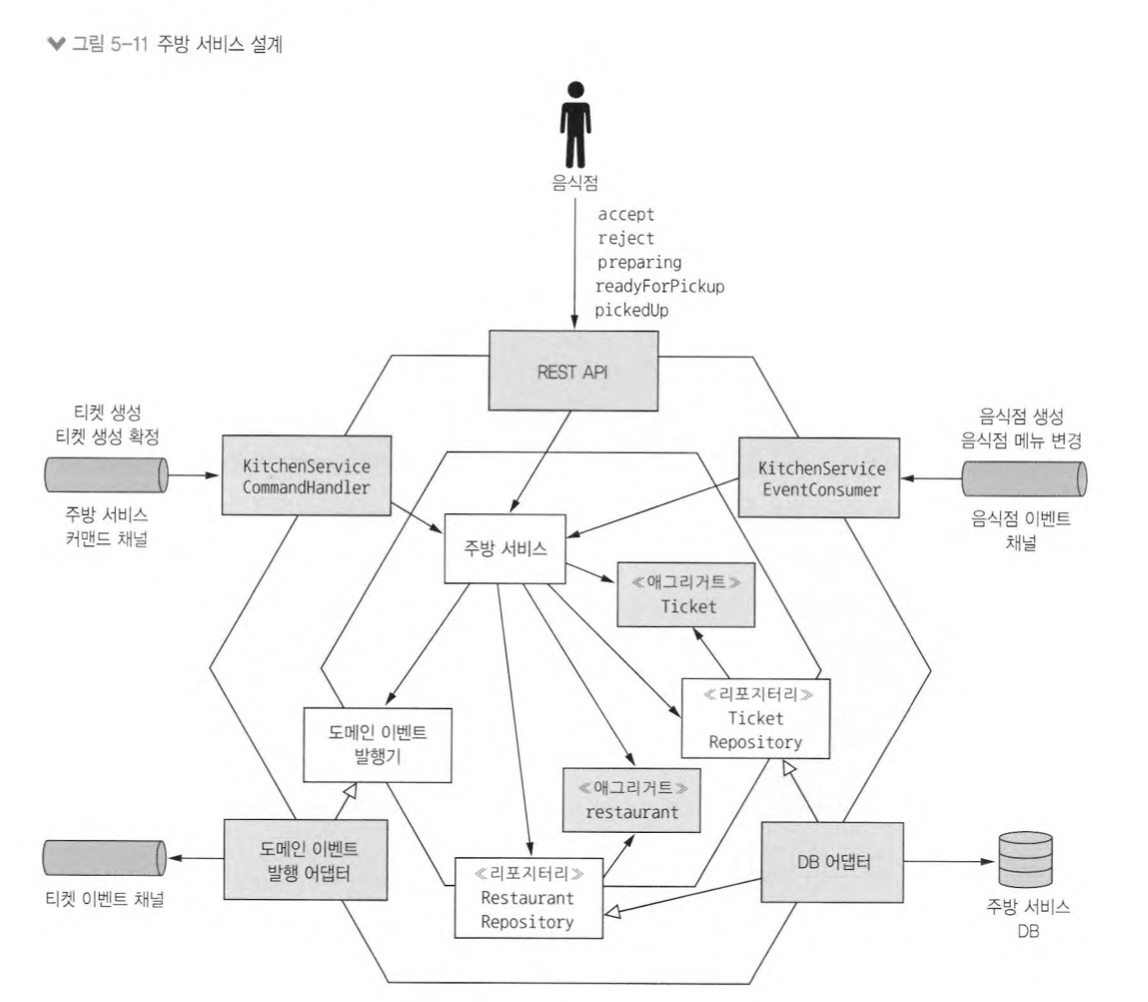 그림 5-11 주방 서비스 설계
음식점
accept
reject
preparing
readyForPickup
pickedUp
REST API
티켓 생성
티켓 생성 확정
주방 서비스
커맨드 채널
KitchenService
CommandHandler
KitchenService
EventConsumer
음식점 생성
음식점 메뉴 변경
음식점 이벤트
채널
주방 서비스
≪애그리거트≫
Ticket
≪리포지터리≫
Ticket
Repository
도메인 이벤트
발행기
≪애그리거트≫
restaurant
도메인 이벤트
발행 어댑터
티켓 이벤트 채널
≪리포지터리≫
Restaurant
Repository
DB 어댑터
주방 서비스
DB